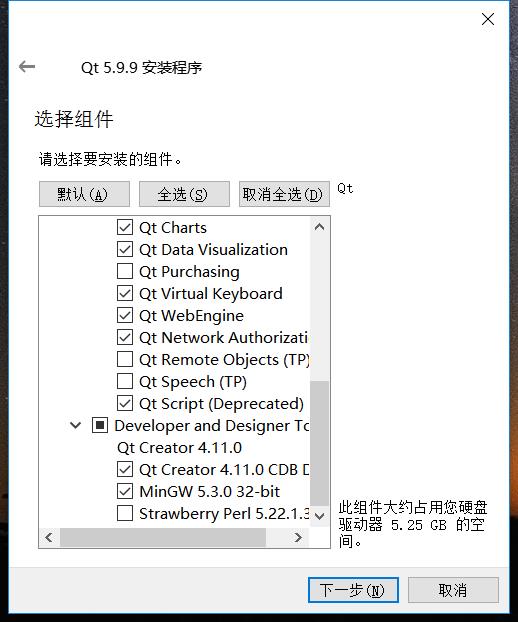 Qt 5.9.9 安装程序
选择组件
请选择要安装的组件。
默认(A) 全选(S) 取消全选(D) Qt
Qt Charts
Qt Data Visualization
Qt Purchasing
Qt Virtual Keyboard
Qt WebEngine
Qt Network Authorizati
Qt Remote Objects (TP)
Qt Speech (TP)
Qt Script (Deprecated)
Developer and Designer To
Qt Creator 4.11.0
Qt Creator 4.11.0 CDB D
MinGW 5.3.0 32-bit
Strawberry Perl 5.22.1.3
此组件大约占用您硬盘
驱动器 5.25 GB 的空
间。
下一步(N) 取消